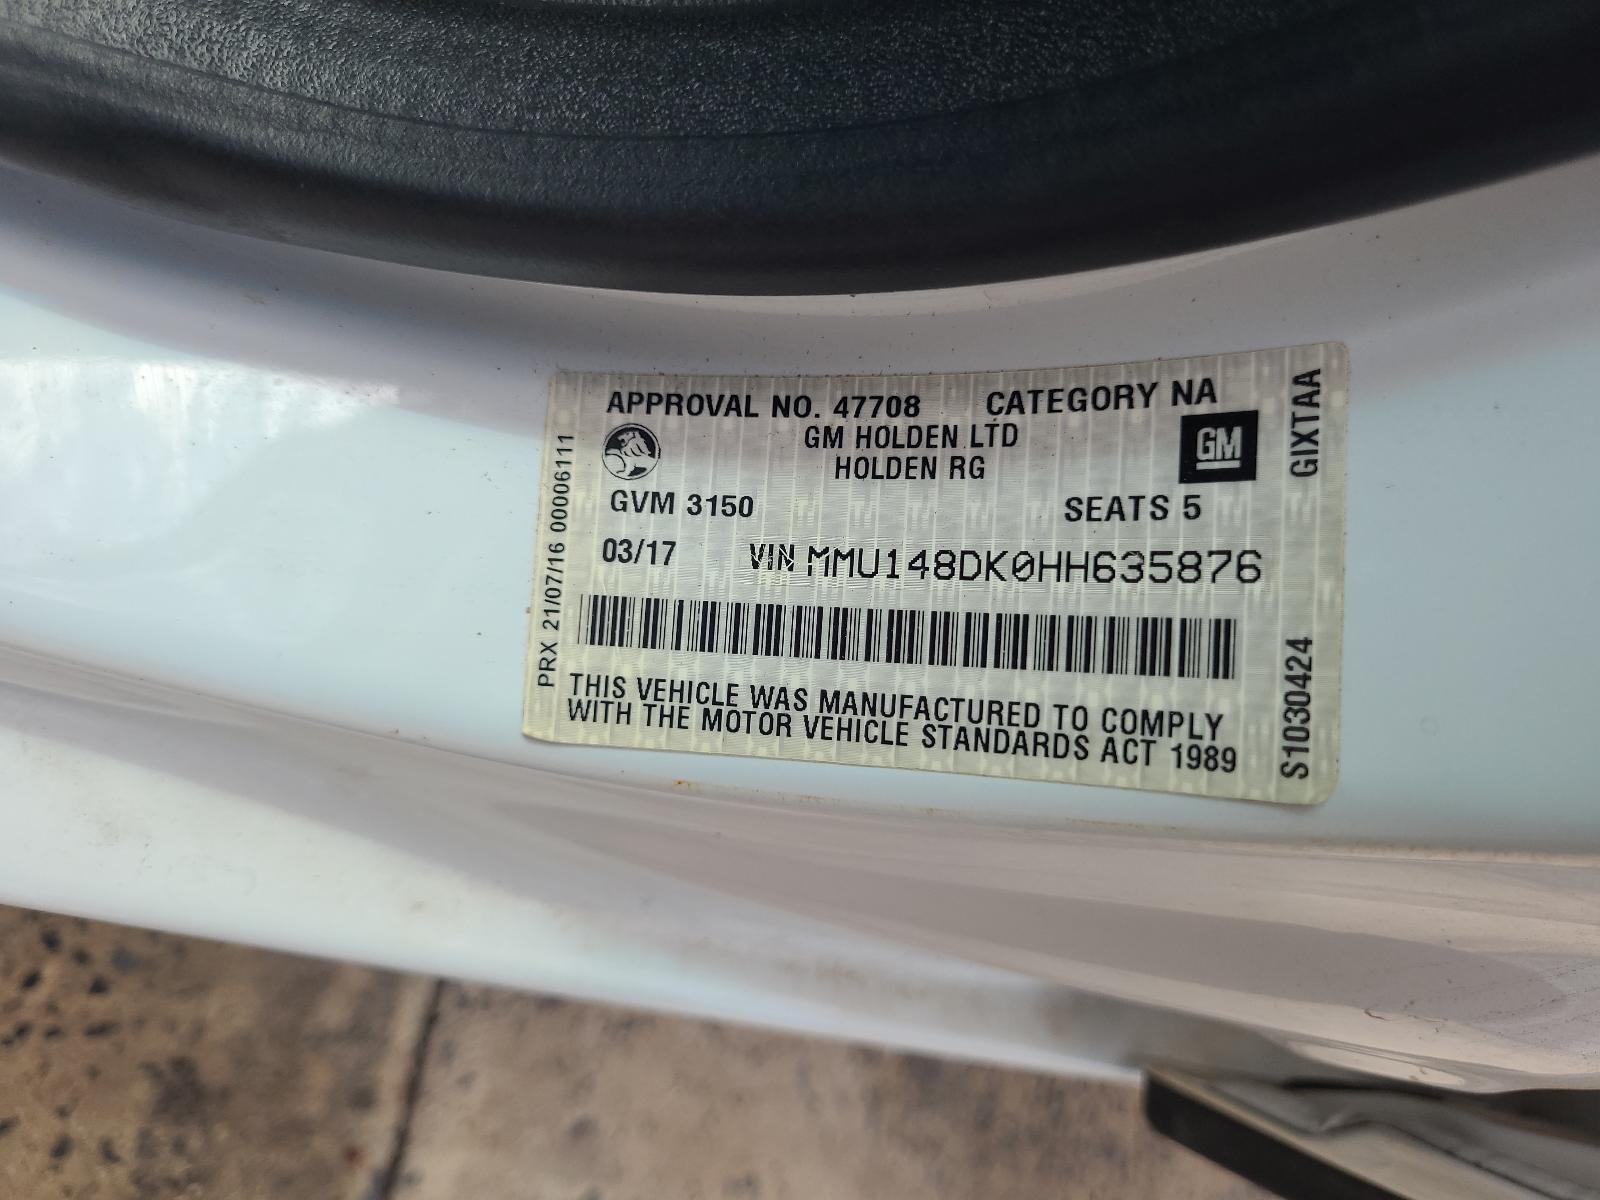 APPROVAL NO. 47708 CATEGORY NA
GM HOLDEN LTD
HOLDEN RG
GM
GVM 3150 SEATS 5
03/17 VIN MMU148DK0HH635876
THIS VEHICLE WAS MANUFACTURED TO COMPLY
WITH THE MOTOR VEHICLE STANDARDS ACT 1989
PRX 21/07/16 00006111
GIXTAA
S1030424